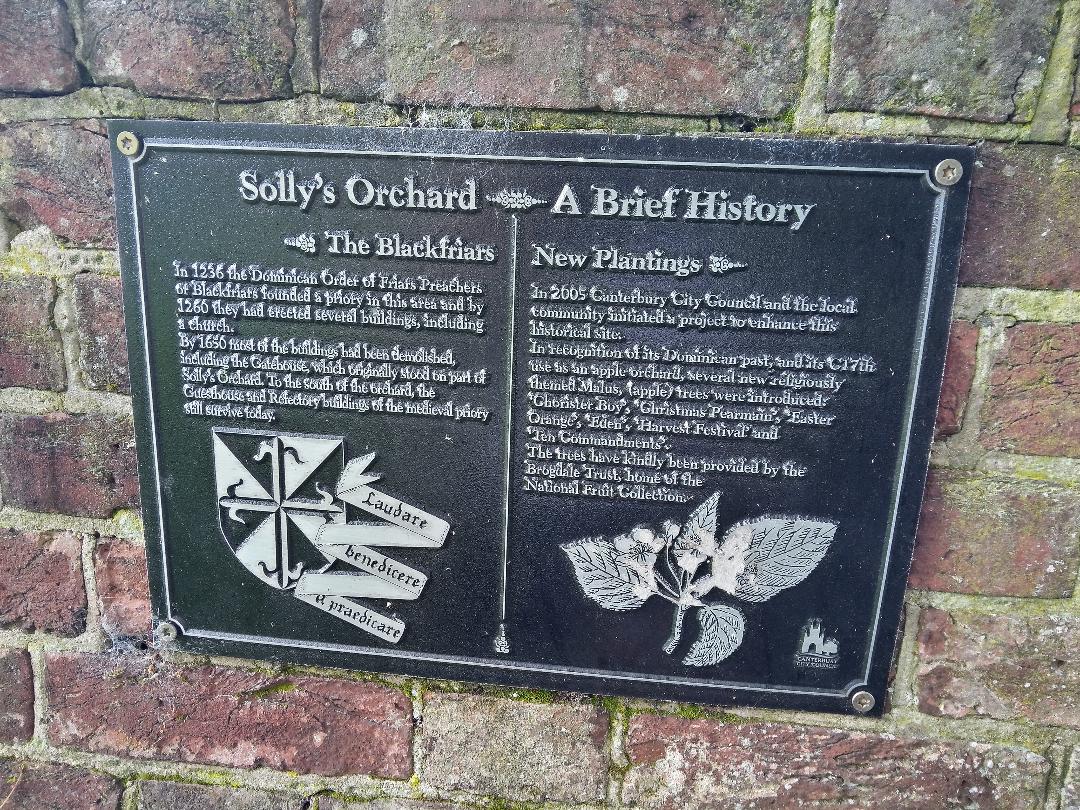 Solly's Orchard A Brief History
The Blackfriars
In 1236 the Dominican Order of Friars Preachers
of Blackfriars founded a priory in this area and by
1260 they had erected several buildings, including
a church.
By 1650 most of the buildings had been demolished,
including the Gatehouse, which originally stood on part of
Solly's Orchard. To the south of the orchard, the
Guesthouse and Refectory buildings of the medieval priory
still survive today.
Laudare
benedicere
praedicare
New Plantings
In 2005 Canterbury City Council and the local
community initiated a project to enhance this
historical site.
In recognition of its Dominican past, and its C17th
use as an apple orchard, several new religiously
themed Malus, (apple) trees were introduced:
'Chorister Boy', 'Christmas Pearmain', 'Easter
Orange', 'Eden', 'Harvest Festival' and
'Ten Commandments'.
The trees have kindly been provided by the
Brogdale Trust, home of the
National Fruit Collection.
CANTERBURY
CITY COUNCIL